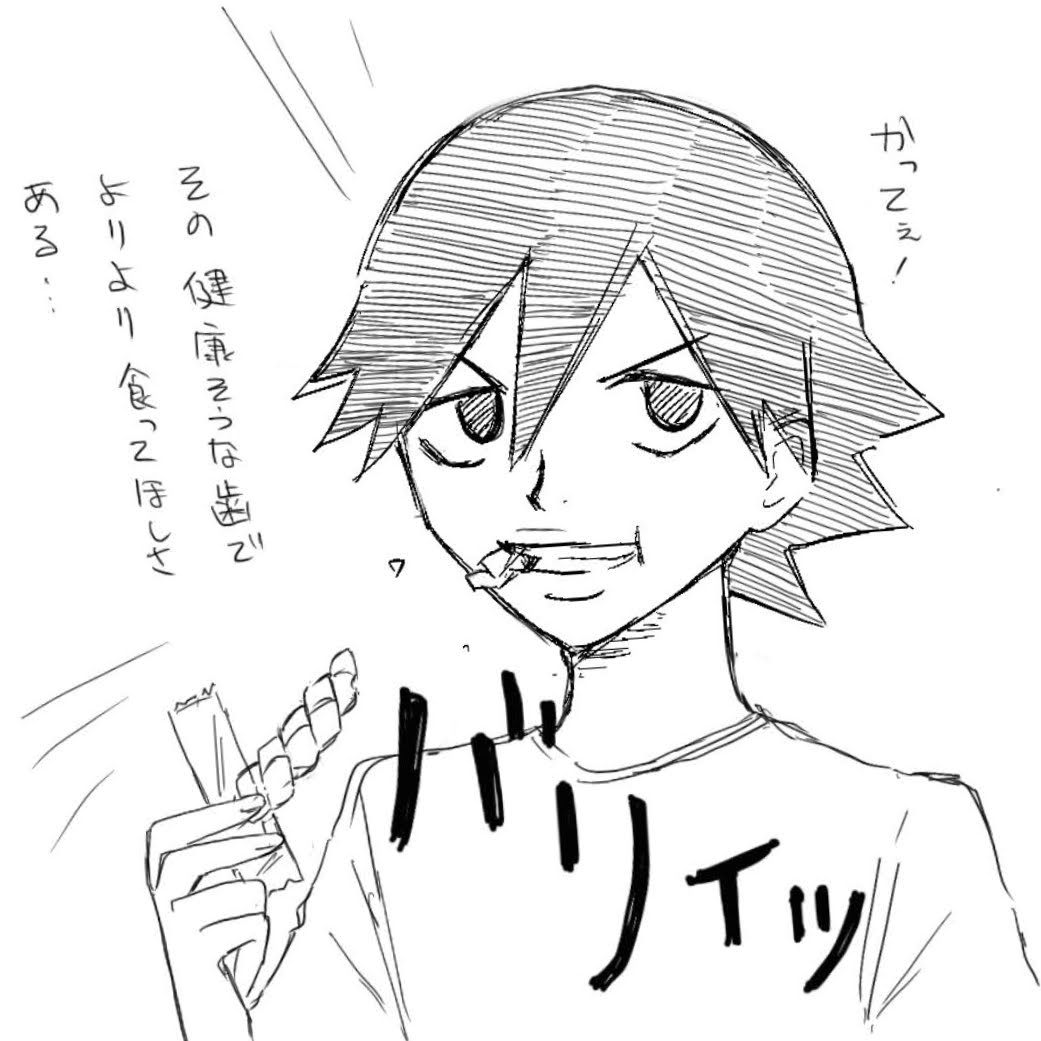 かってぇ!
その健康そうな歯で
よりより食ってほしさ
ある…
バリィッ